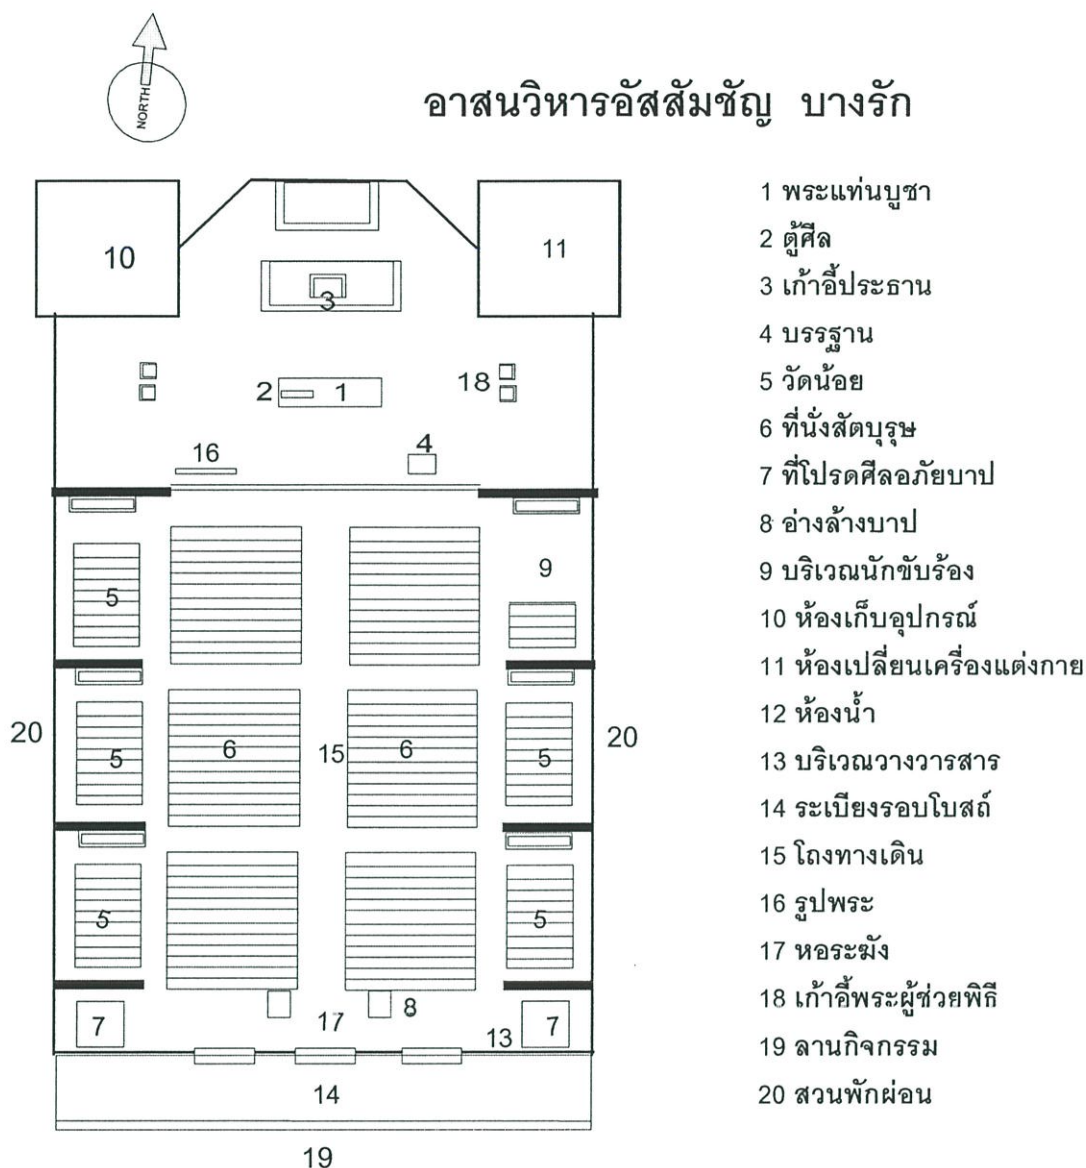 NORTH
อาสนวิหารอัสสัมชัญ บางรัก
1 พระแท่นบูชา
2 ตู้ศีล
3 เก้าอี้ประธาน
4 บรรฐาน
5 วัดน้อย
6 ที่นั่งสัตบุรุษ
7 ที่โปรดศีลอภัยบาป
8 อ่างล้างบาป
9 บริเวณนักขับร้อง
10 ห้องเก็บอุปกรณ์
11 ห้องเปลี่ยนเครื่องแต่งกาย
12 ห้องน้ำ
13 บริเวณวางวารสาร
14 ระเบียงรอบโบสถ์
15 โถงทางเดิน
16 รูปพระ
17 หอระฆัง
18 เก้าอี้พระผู้ช่วยพิธี
19 ลานกิจกรรม
20 สวนพักผ่อน
10
11
3
18
2 1
4
16
9
5
20
5
6
15
6
5
20
5
5
8
7
17
13
7
14
19